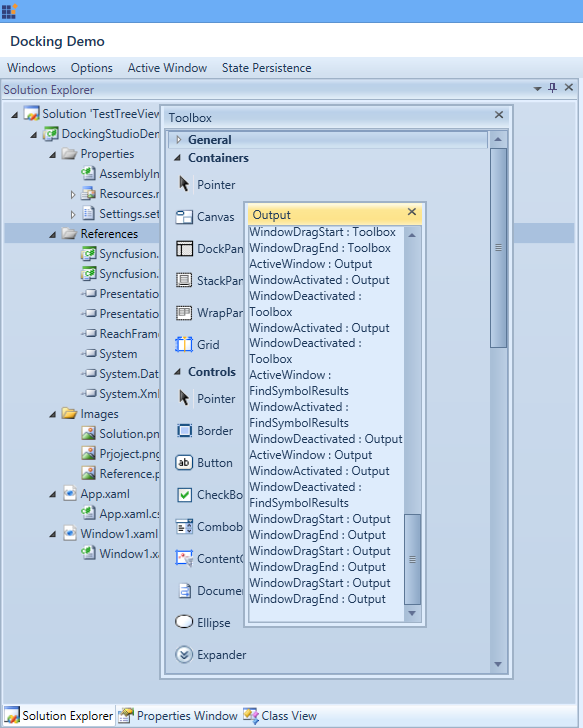 Docking Demo
Windows Options Active Window State Persistence
Solution Explorer
Solution 'TestTreeView
DockingStudioDem
Properties
AssemblyIn
Resources.r
Settings.set
References
Syncfusion.
Syncfusion.
Presentatio
Presentatio
ReachFram
System
System.Dat
System.Xml
Images
Solution.pn
Prjoject.png
Reference.p
App.xaml
App.xaml.cs
Window1.xaml
Window1.xa
Toolbox
General
Containers
Pointer
Canvas
DockPan
StackPan
WrapPan
Grid
Controls
Pointer
Border
Button
CheckBo
Combob
ContentC
Documen
Ellipse
Expander
Output
WindowDragStart : Toolbox
WindowDragEnd : Toolbox
ActiveWindow : Output
WindowActivated : Output
WindowDeactivated :
Toolbox
WindowActivated : Output
WindowDeactivated :
Toolbox
ActiveWindow :
FindSymbolResults
WindowActivated :
FindSymbolResults
WindowDeactivated : Output
ActiveWindow : Output
WindowActivated : Output
WindowDeactivated :
FindSymbolResults
WindowDragStart : Output
WindowDragEnd : Output
WindowDragStart : Output
WindowDragEnd : Output
WindowDragStart : Output
WindowDragEnd : Output
Solution Explorer Properties Window Class View